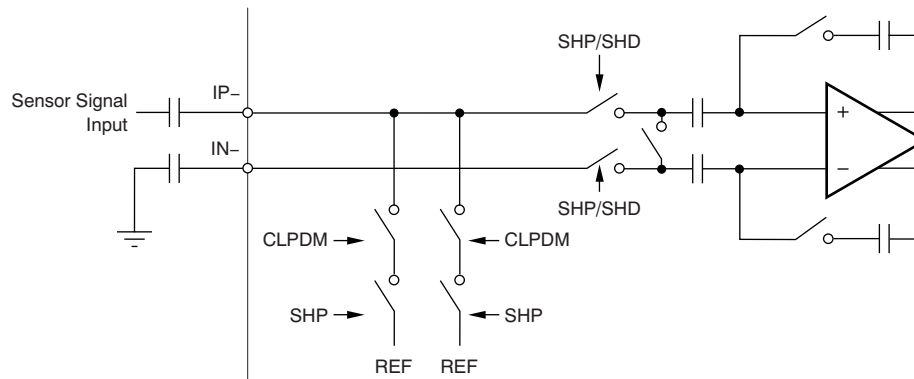 SHP/SHD
IP–
Sensor Signal
Input
+
IN–
–
SHP/SHD
CLPDM
CLPDM
SHP
SHP
REF
REF